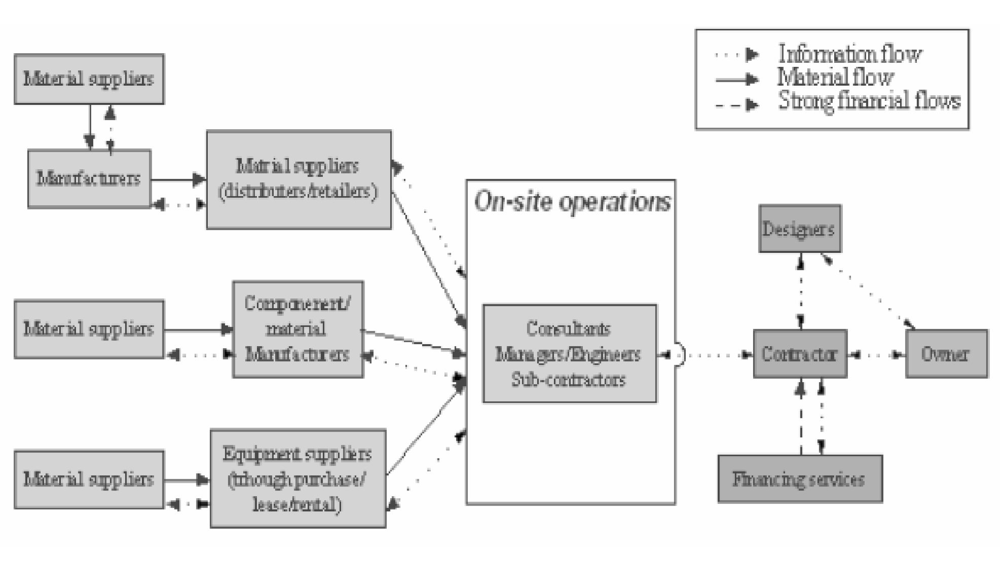 Information flow
Material flow
Strong financial flows
Material suppliers
Manufacturers
Matrial suppliers
(distributers/retailers)
On-site operations
Designers
Material suppliers
Componenent/
material
Manufacturers
Consultants
Managers/Engineers
Sub-contractors
Contractor
Owner
Material suppliers
Equipment suppliers
(trhough purchase/
lease/rental)
Financing services